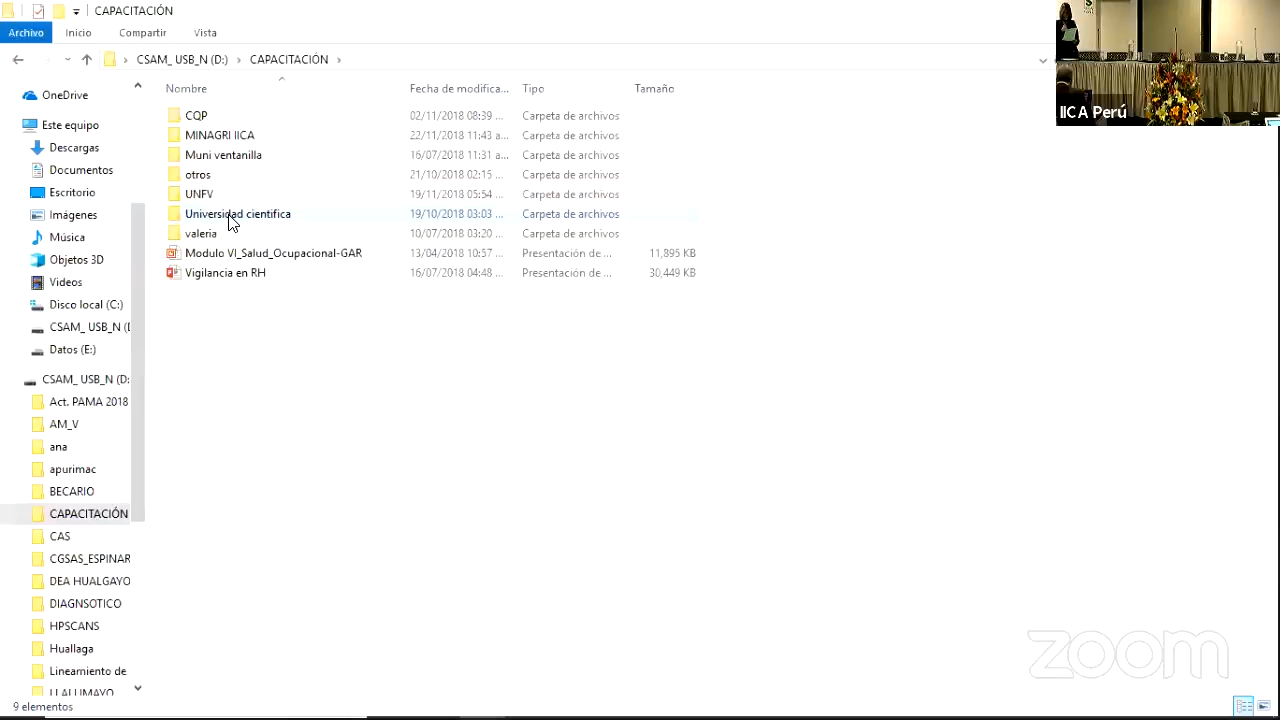 CAPACITACIÓN
Archivo Inicio Compartir Vista
CSAM_ USB_N (D:) CAPACITACIÓN
IICA Perú
Nombre Fecha de modifica... Tipo Tamaño
CQP 02/11/2018 08:39 ... Carpeta de archivos
MINAGRI IICA 22/11/2018 11:43 a... Carpeta de archivos
Muni ventanilla 16/07/2018 11:31 a... Carpeta de archivos
otros 21/10/2018 02:15 ... Carpeta de archivos
UNFV 19/11/2018 05:54 ... Carpeta de archivos
Universidad cientifica 19/10/2018 03:03 ... Carpeta de archivos
valeria 10/07/2018 03:20 ... Carpeta de archivos
Modulo VI_Salud_Ocupacional-GAR 13/04/2018 10:57 ... Presentación de ... 11,895 KB
Vigilancia en RH 16/07/2018 04:48 ... Presentación de ... 30,449 KB
OneDrive
Este equipo
Descargas
Documentos
Escritorio
Imágenes
Música
Objetos 3D
Videos
Disco local (C:)
CSAM_ USB_N (D
Datos (E:)
CSAM_ USB_N (D:
Act. PAMA 2018
AM_V
ana
apurimac
BECARIO
CAPACITACIÓN
CAS
CGSAS_ESPINAR
DEA HUALGAYO
DIAGNSOTICO
HPSCANS
Huallaga
Lineamiento de
LLALLIMAYO
zoom
9 elementos